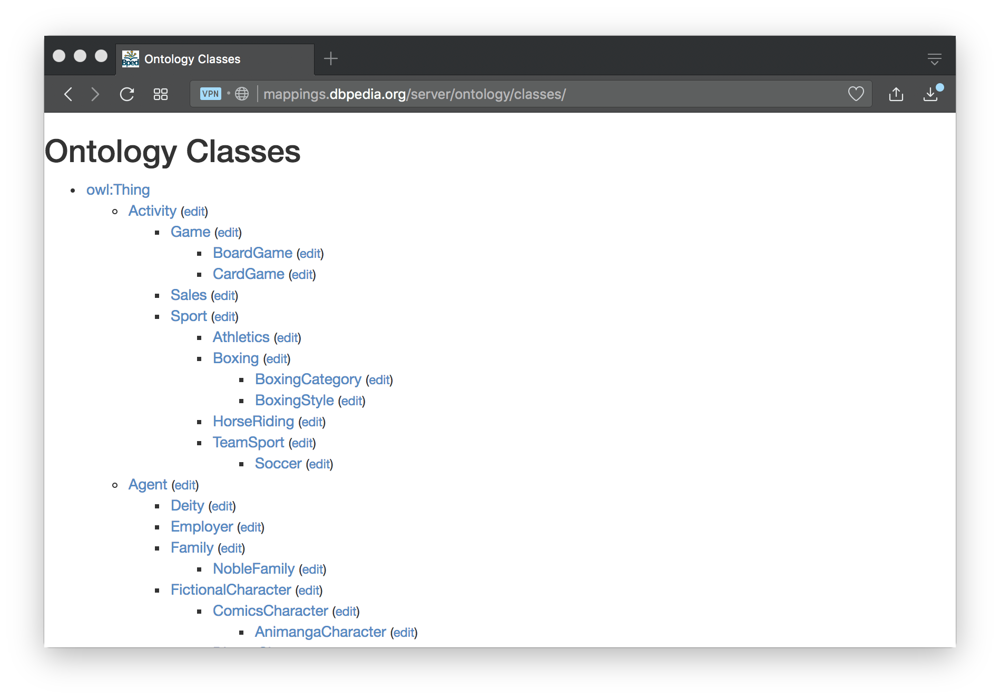 Bped
Ontology Classes
VPN
mappings.dbpedia.org/server/ontology/classes/
Ontology Classes
owl:Thing
Activity (edit)
Game (edit)
BoardGame (edit)
CardGame (edit)
Sales (edit)
Sport (edit)
Athletics (edit)
Boxing (edit)
BoxingCategory (edit)
BoxingStyle (edit)
HorseRiding (edit)
TeamSport (edit)
Soccer (edit)
Agent (edit)
Deity (edit)
Employer (edit)
Family (edit)
NobleFamily (edit)
FictionalCharacter (edit)
ComicsCharacter (edit)
AnimangaCharacter (edit)